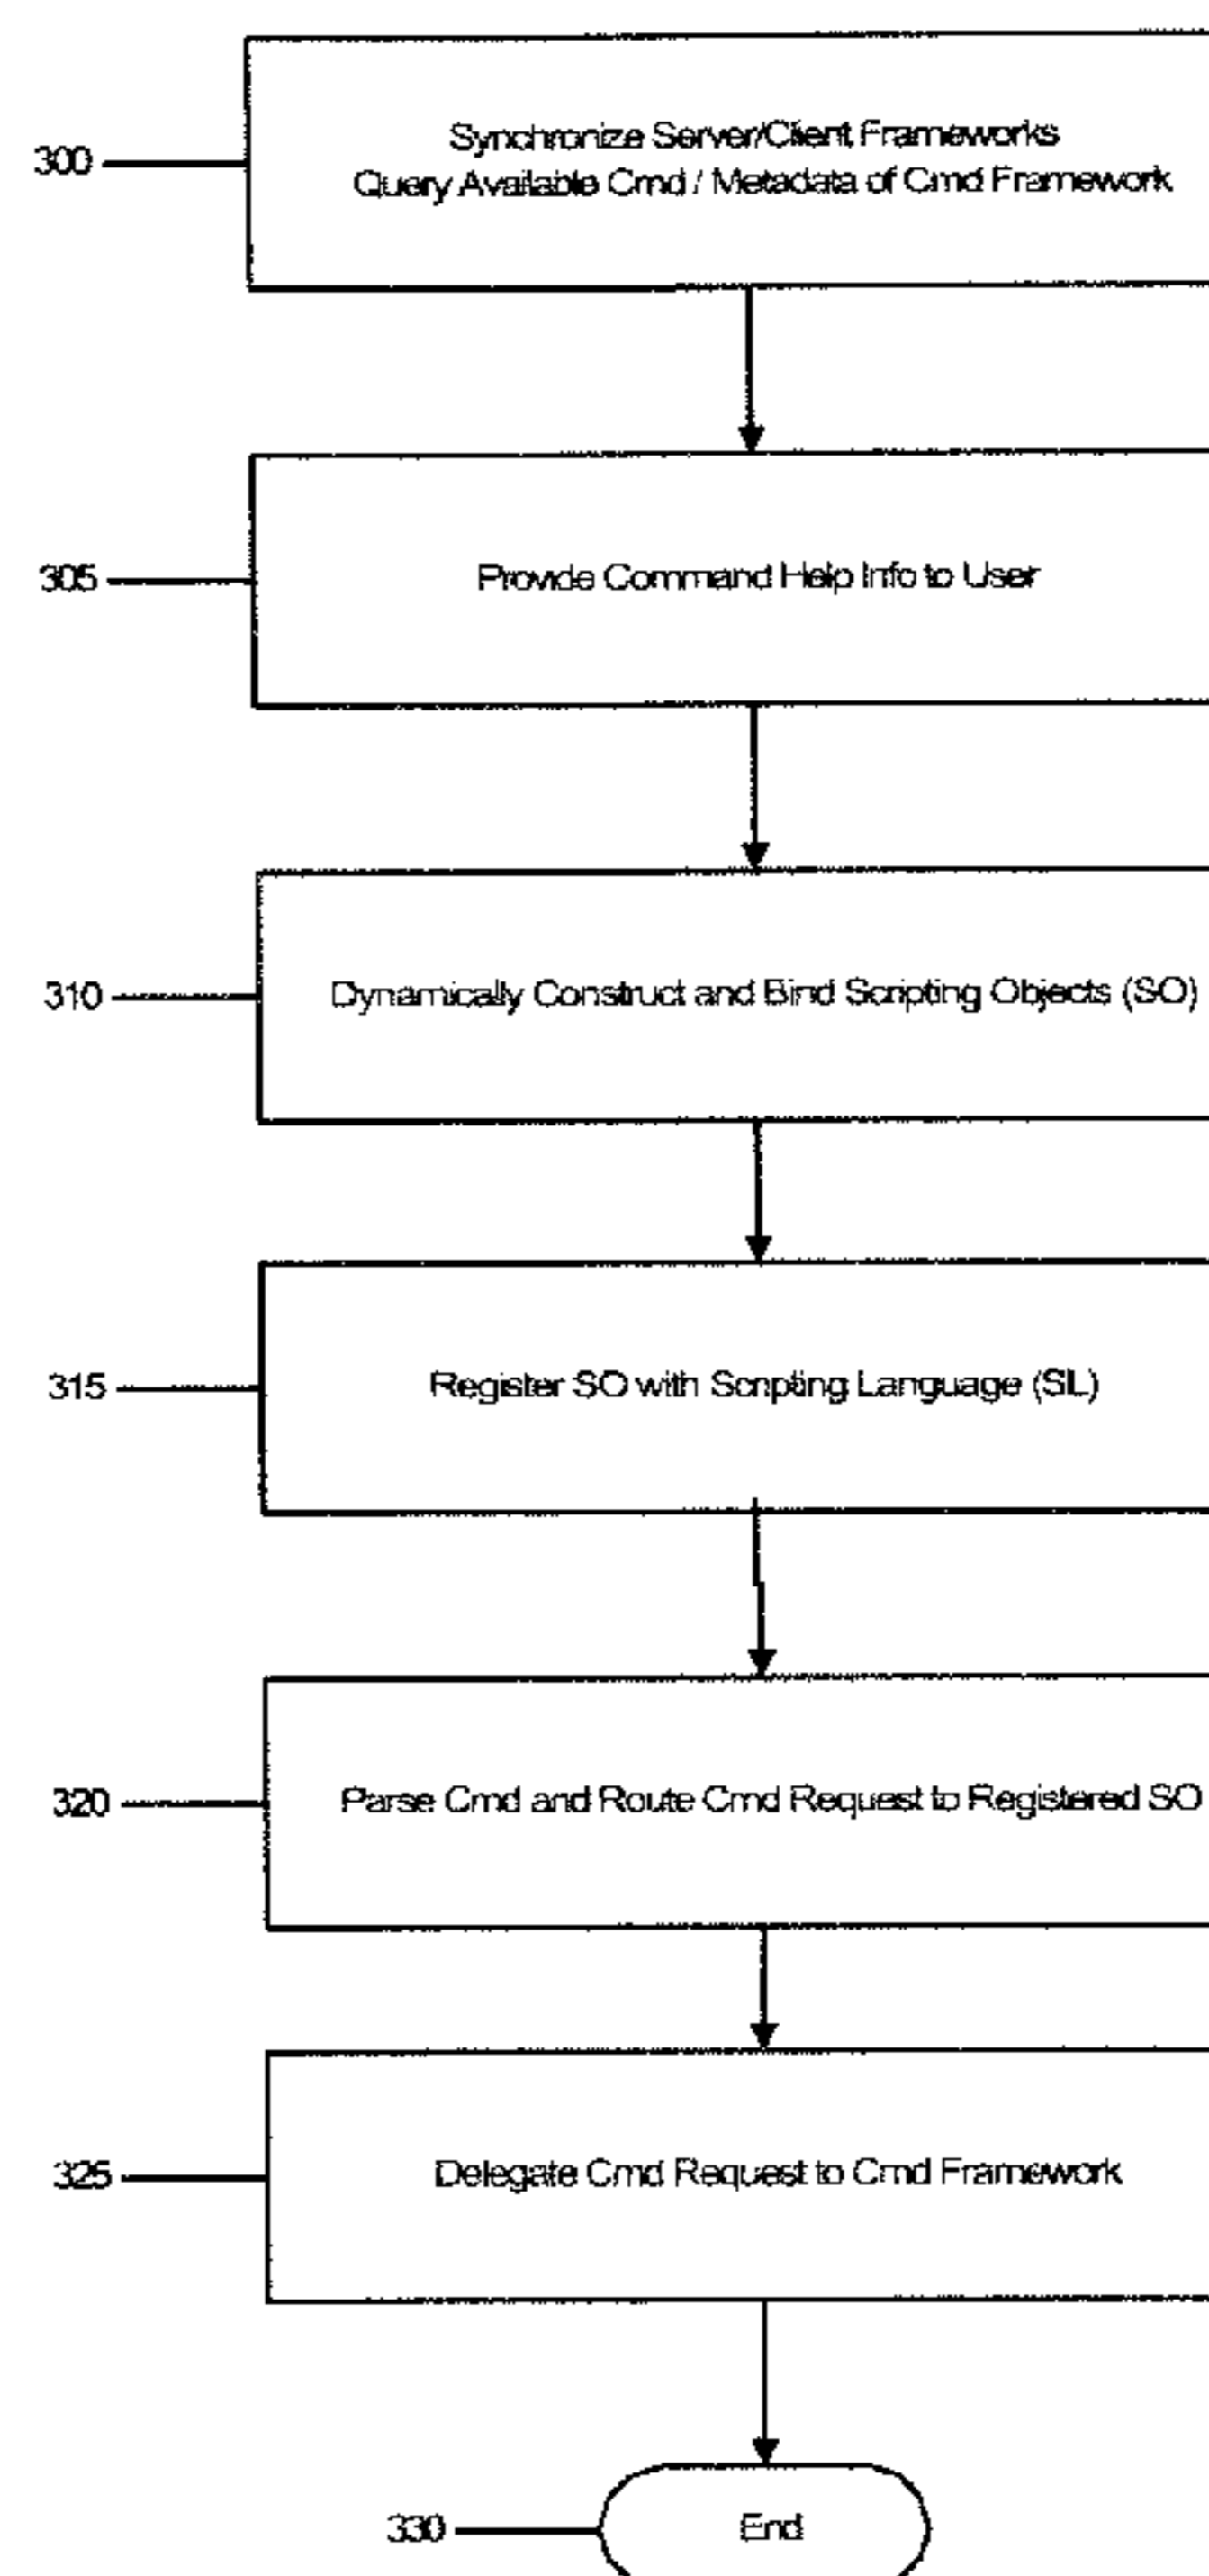 Synchronize Server/Client Frameworks
300
Query Available Cmd / Metadata of Cmd Framework
305
Provide Command Help Info to User
310
Dynamically Construct and Bind Scripting Objects (SO)
315
Register SO with Scripting Language (SL)
320
Parse Cmd and Route Cmd Request to Registered SO
325
Delegate Cmd Request to Cmd Framework
330
End